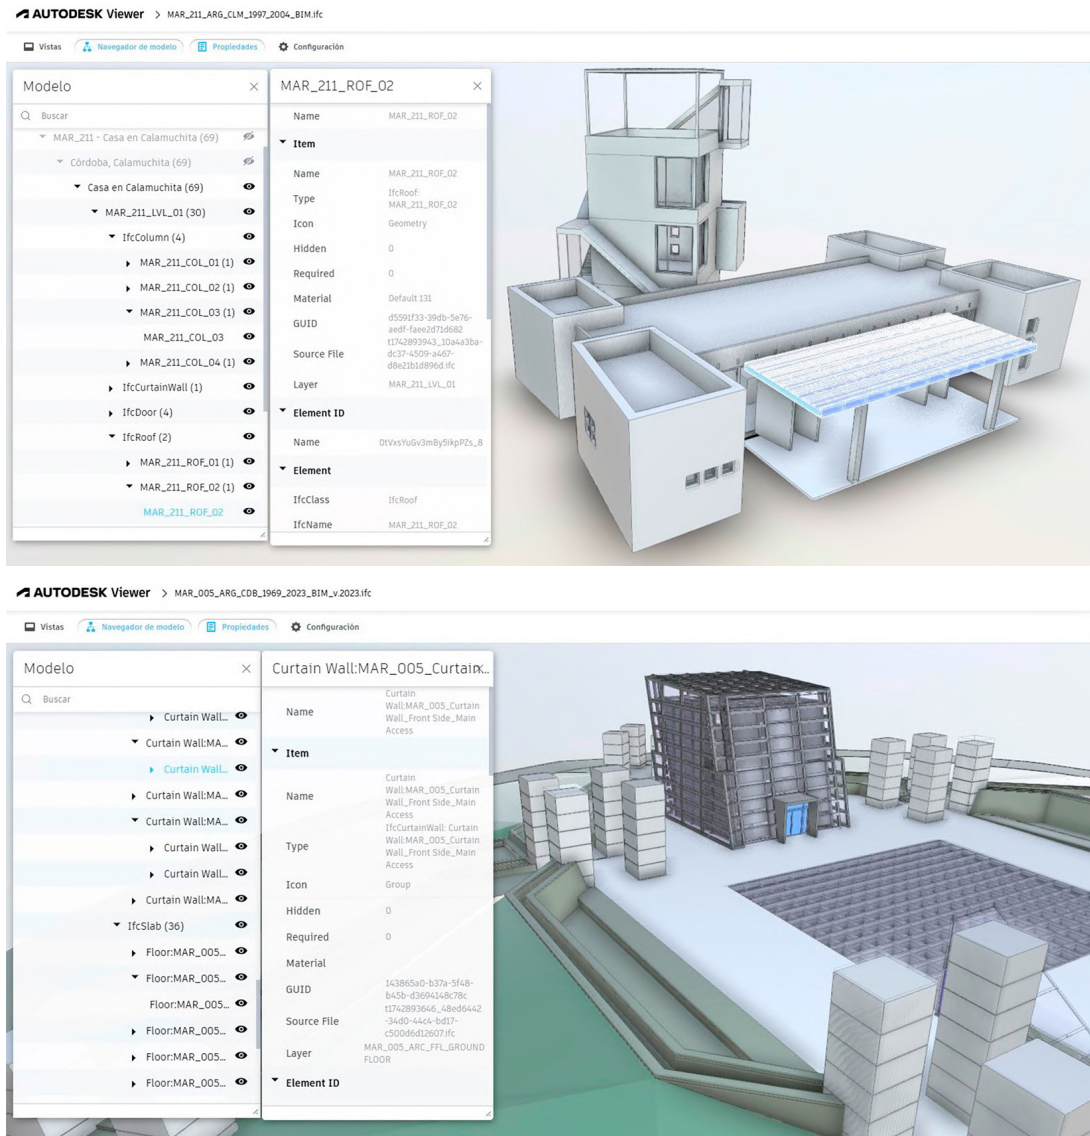 AUTODESK Viewer > MAR_211_ARG_CLM_1997_2004_BIM.ifc
Vistas Navegador de modelo Propiedades Configuración
Modelo
Buscar
MAR_211 - Casa en Calamuchita (69)
Córdoba, Calamuchita (69)
Casa en Calamuchita (69)
MAR_211_LVL_01 (30)
IfcColumn (4)
MAR_211_COL_01 (1)
MAR_211_COL_02 (1)
MAR_211_COL_03 (1)
MAR_211_COL_03
MAR_211_COL_04 (1)
IfcCurtainWall (1)
IfcDoor (4)
IfcRoof (2)
MAR_211_ROF_01 (1)
MAR_211_ROF_02 (1)
MAR_211_ROF_02
MAR_211_ROF_02
Name MAR_211_ROF_02
Item
Name MAR_211_ROF_02
Type IfcRoof:
MAR_211_ROF_02
Icon Geometry
Hidden 0
Required 0
Material Default 131
GUID d5591f33-39db-5e76-
aedf-faee2d71d682
Source File t1742893943_10a4a3ba-
dc37-4509-a467-
d8e21b1d896d.ifc
Layer MAR_211_LVL_01
Element ID
Name 0tVxsYuGv3mBy5ikpPZs_8
Element
IfcClass IfcRoof
IfcName MAR_211_ROF_02
AUTODESK Viewer > MAR_005_ARG_CDB_1969_2023_BIM_v.2023.ifc
Vistas Navegador de modelo Propiedades Configuración
Modelo
Buscar
Curtain Wall...
Curtain Wall:MA...
Curtain Wall...
Curtain Wall:MA...
Curtain Wall:MA...
Curtain Wall...
Curtain Wall...
Curtain Wall:MA...
IfcSlab (36)
Floor:MAR_005...
Floor:MAR_005...
Floor:MAR_005...
Floor:MAR_005...
Floor:MAR_005...
Floor:MAR_005...
Curtain Wall:MAR_005_Curtain...
Name Curtain
Wall:MAR_005_Curtain
Wall_Front Side_Main
Access
Item
Name Curtain
Wall:MAR_005_Curtain
Wall_Front Side_Main
Access
Type IfcCurtainWall: Curtain
Wall:MAR_005_Curtain
Wall_Front Side_Main
Access
Icon Group
Hidden 0
Required 0
Material
GUID 143865a0-b37a-5f48-
b45b-d3694148c78c
Source File t1742893646_48ed6442
-34d0-44c4-bd17-
c500d6d12607.ifc
Layer MAR_005_ARC_FFL_GROUND
FLOOR
Element ID